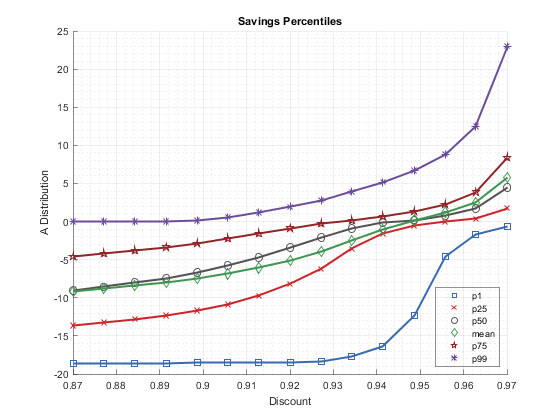 Savings Percentiles
25
20
15
10
5
0
-5
-10
-15
-20
A Distribution
0.87 0.88 0.89 0.9 0.91 0.92 0.93 0.94 0.95 0.96 0.97
Discount
p1
p25
p50
mean
p75
p99